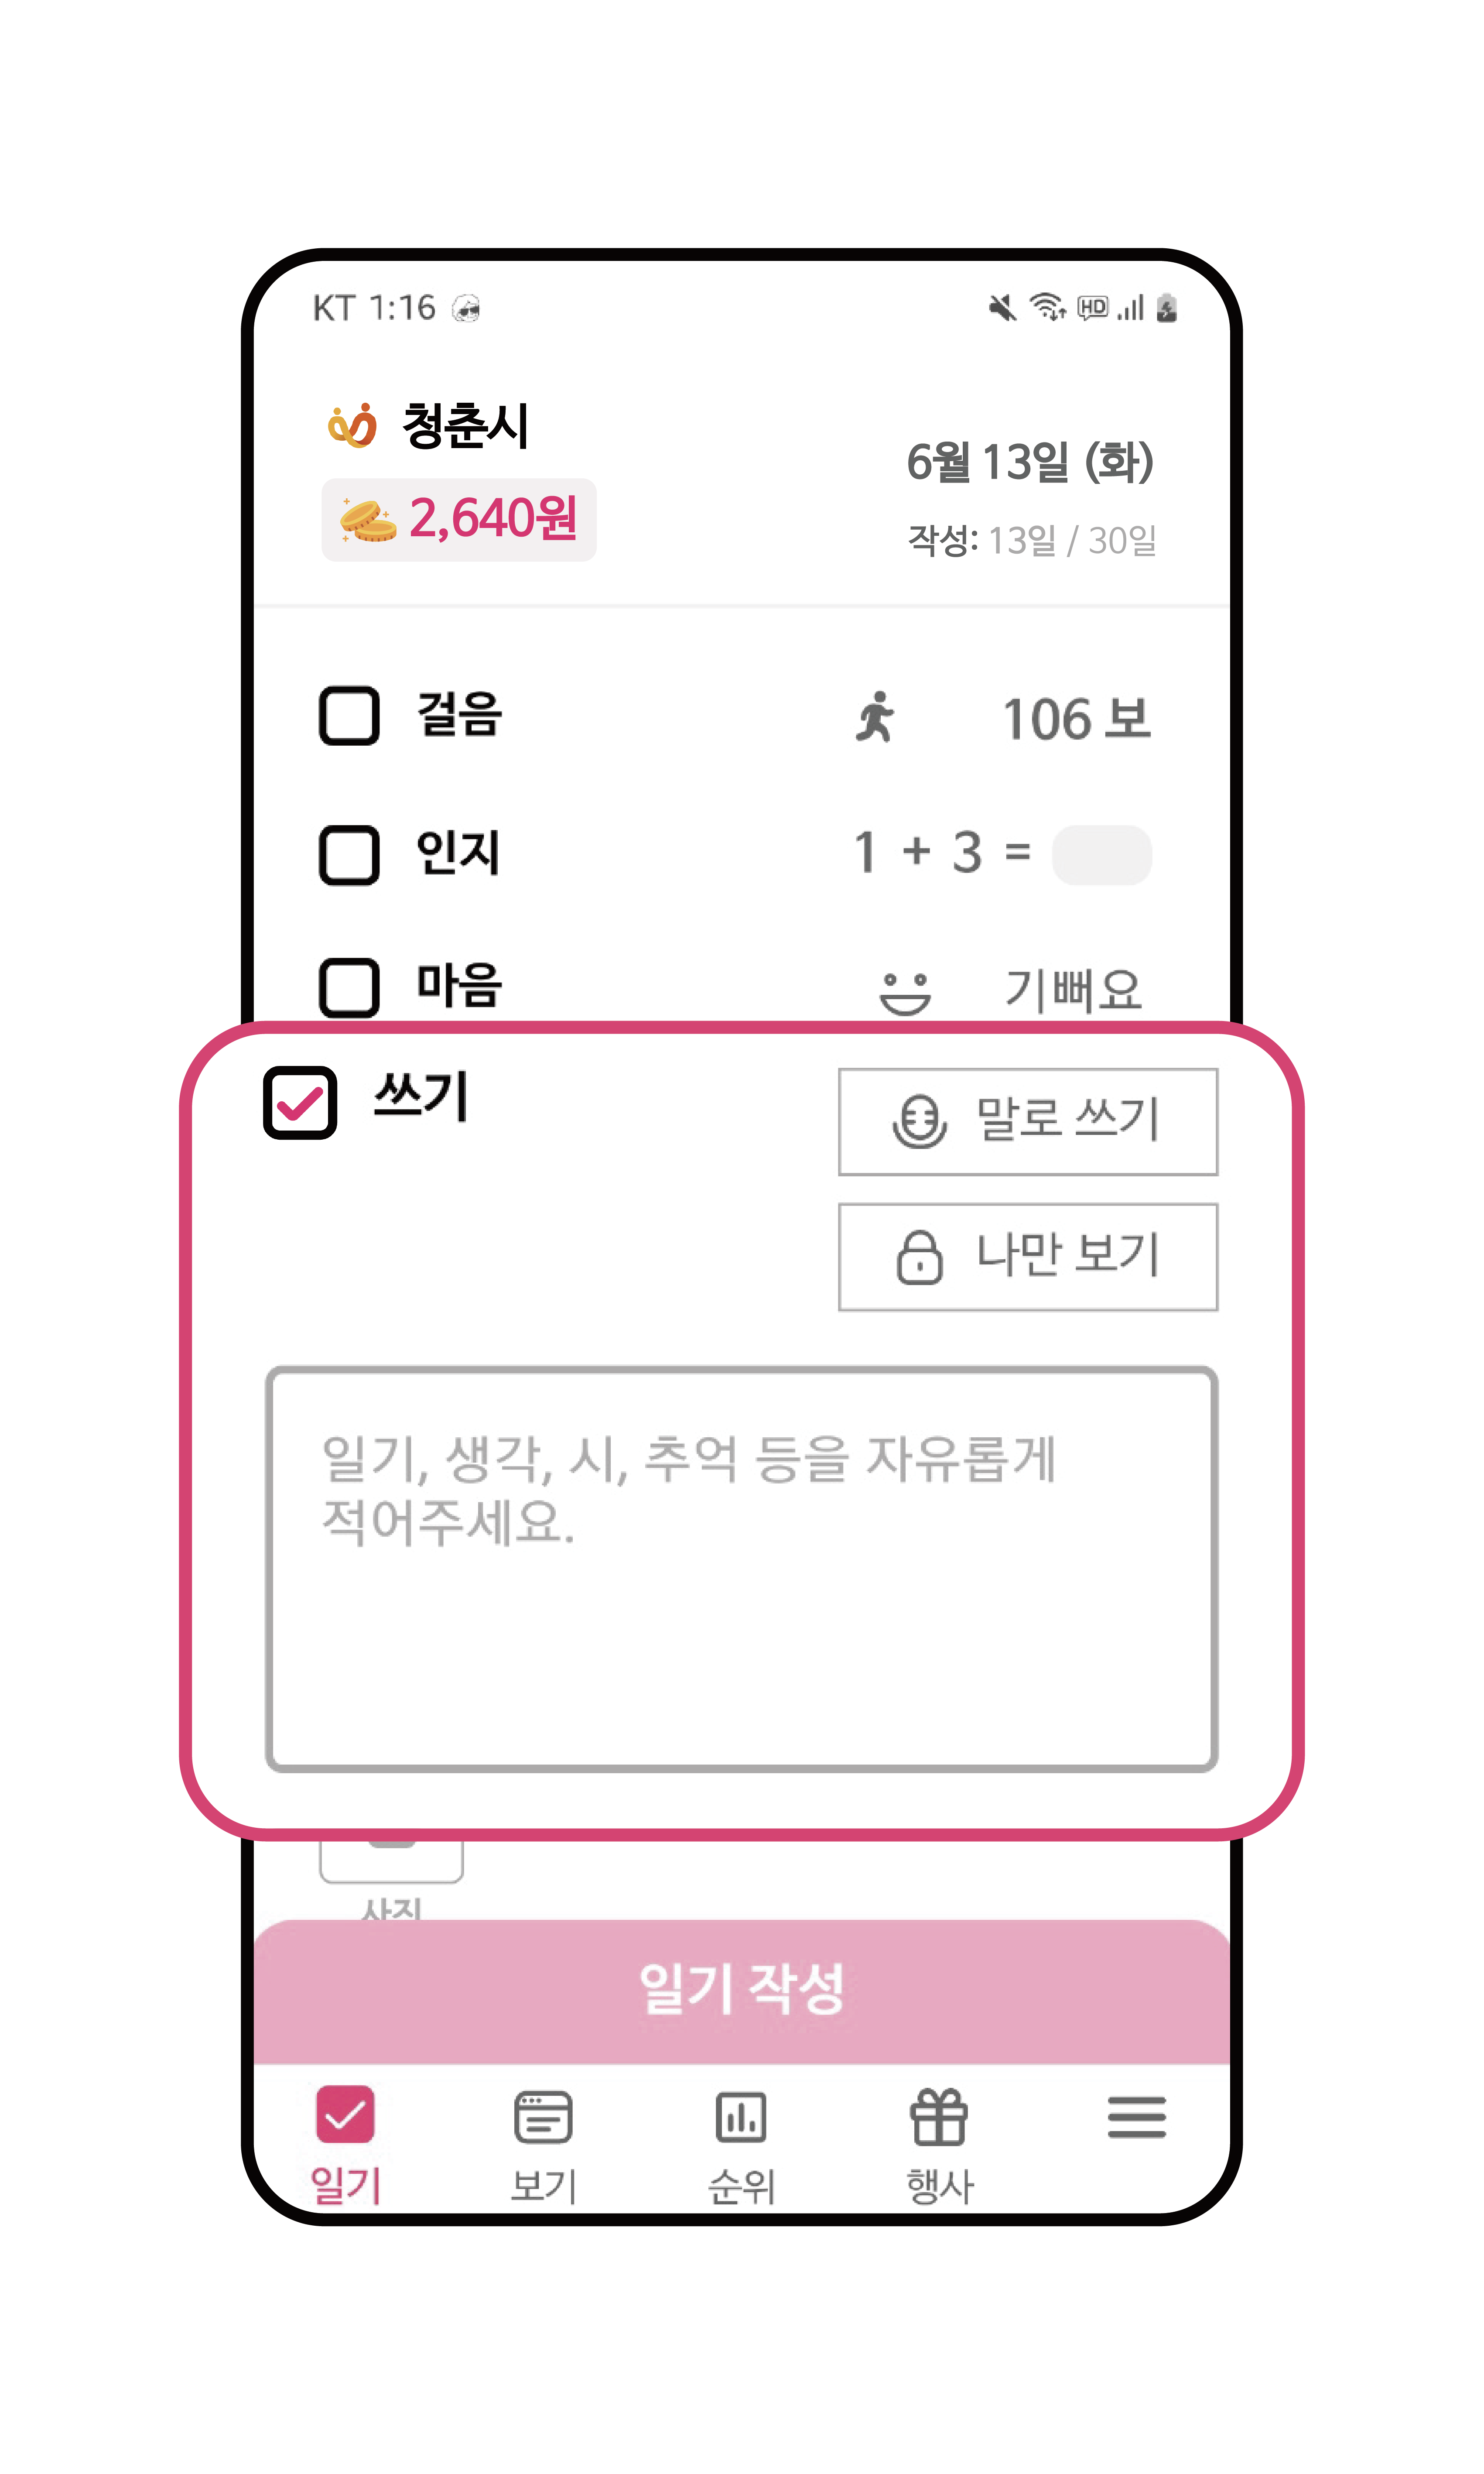 KT 1:16
HD
청춘시
2,640원
6월 13일 (화)
작성: 13일 / 30일
걸음
106 보
인지
1 + 3 =
마음
기뻐요
쓰기
말로 쓰기
나만 보기
일기, 생각, 시, 추억 등을 자유롭게
적어주세요.
사진
일기 작성
일기
보기
순위
행사